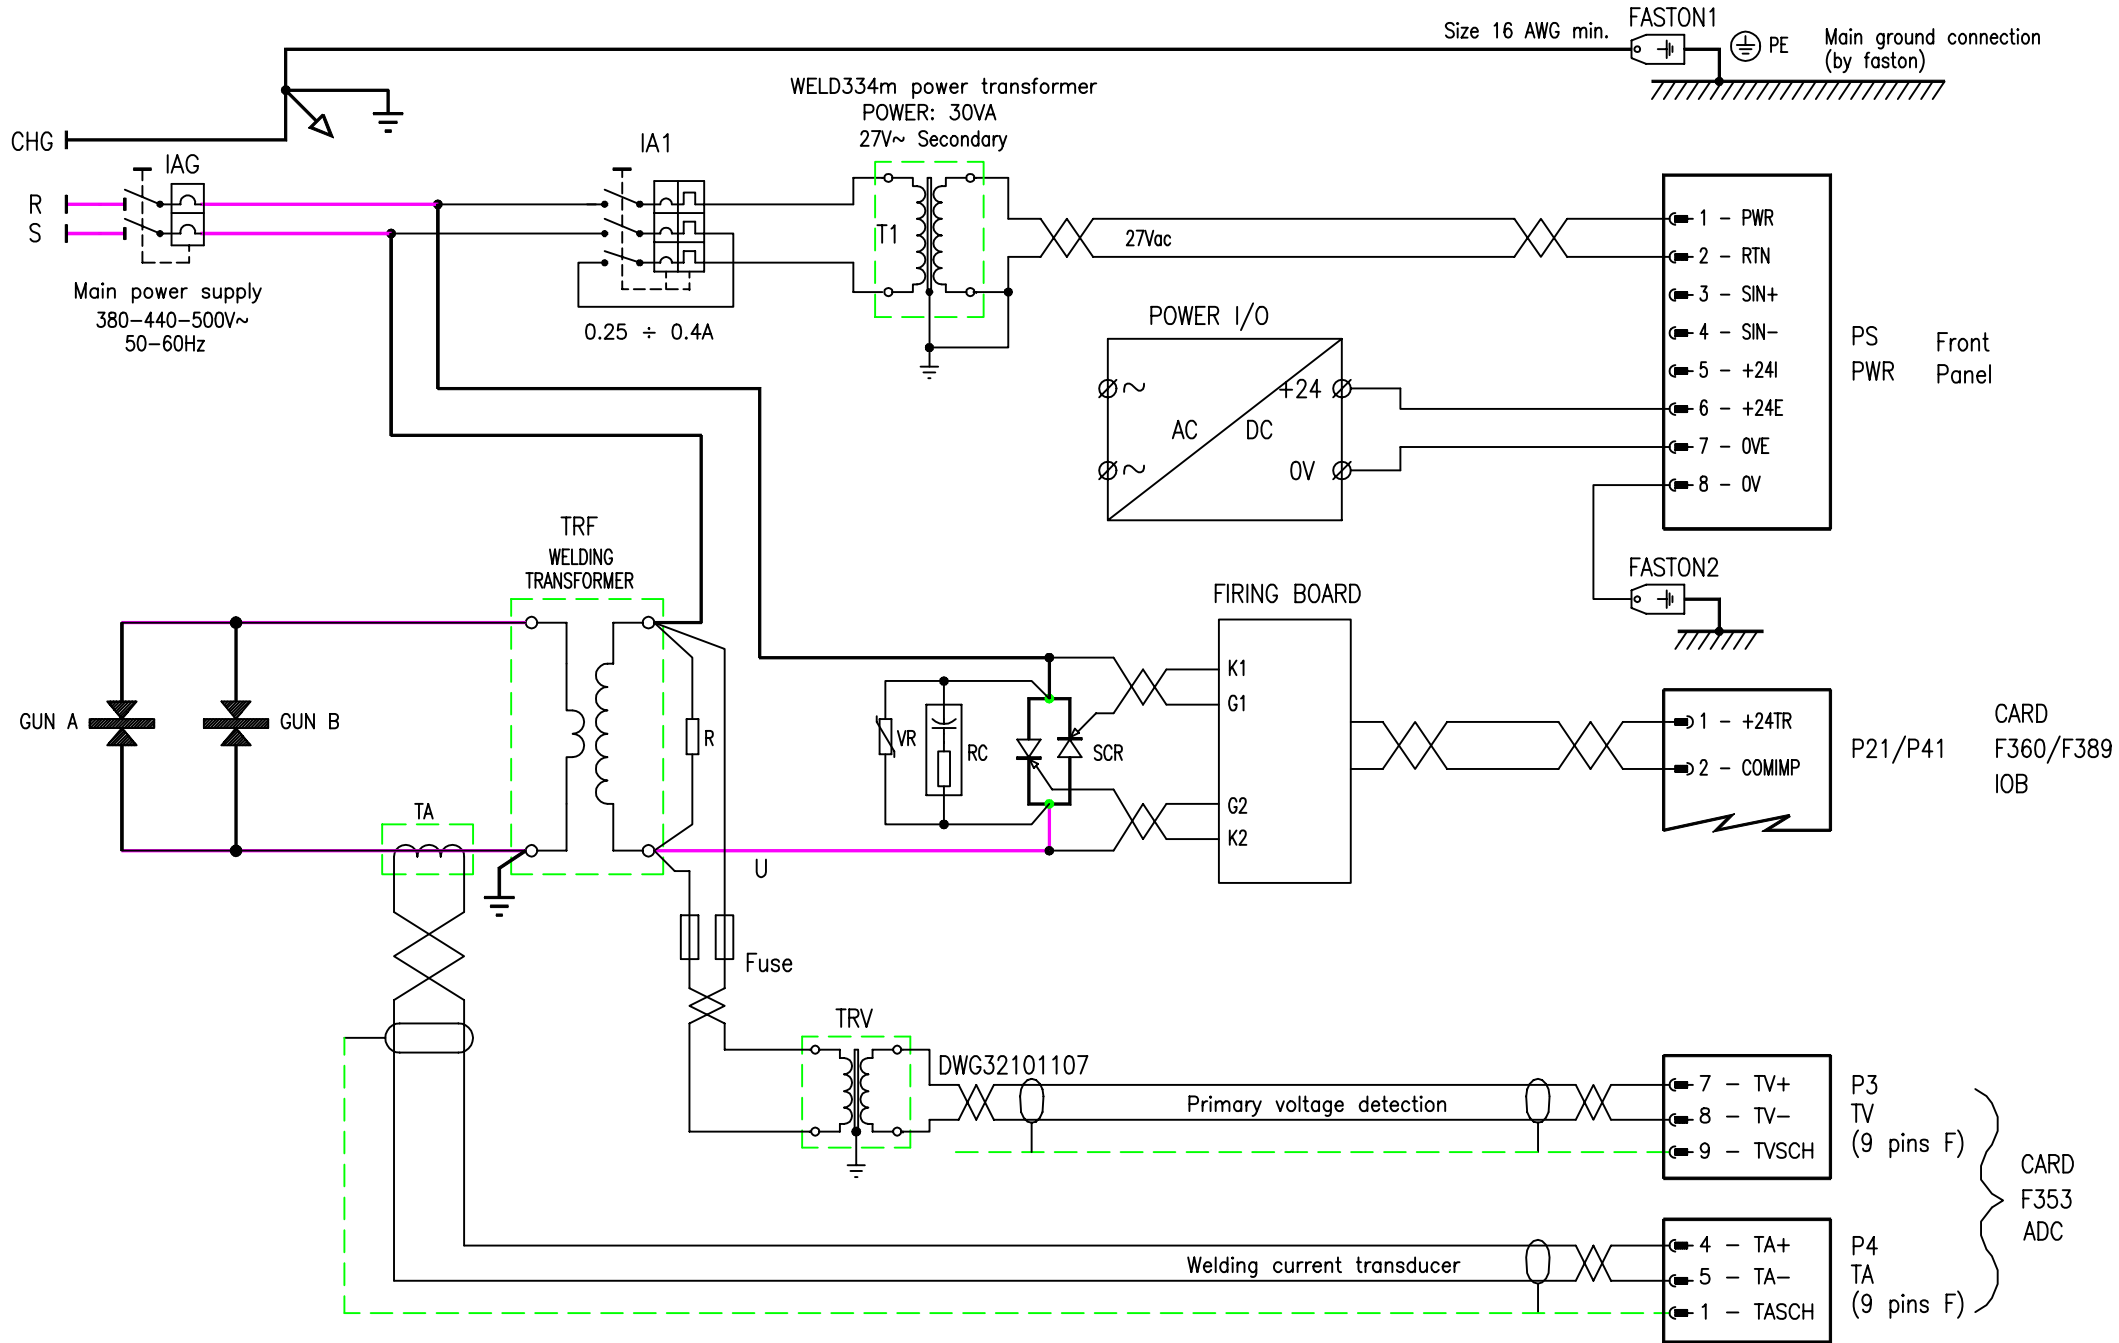 Size 16 AWG min.
FASTON1
PE
Main ground connection
(by faston)
WELD334m power transformer
POWER: 30VA
27V~ Secondary
CHG
IAG
IA1
R
S
T1
27Vac
Main power supply
380-440-500V~
50-60Hz
0.25 ÷ 0.4A
1 - PWR
2 - RTN
3 - SIN+
4 - SIN-
5 - +24I
6 - +24E
7 - 0VE
8 - 0V
PS
PWR
Front
Panel
POWER I/O
~
+24
AC
DC
~
0V
TRF
WELDING
TRANSFORMER
FASTON2
FIRING BOARD
GUN A
GUN B
R
VR
RC
SCR
K1
G1
G2
K2
1 - +24TR
2 - COMIMP
P21/P41
CARD
F360/F389
IOB
TA
U
Fuse
TRV
DWG32101107
Primary voltage detection
7 - TV+
8 - TV-
9 - TVSCH
P3
TV
(9 pins F)
CARD
F353
ADC
Welding current transducer
4 - TA+
5 - TA-
1 - TASCH
P4
TA
(9 pins F)